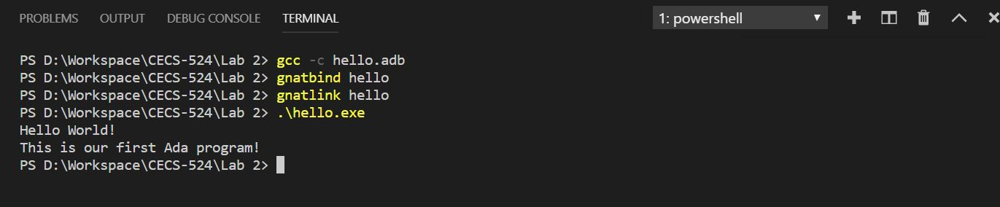 PROBLEMS OUTPUT DEBUG CONSOLE TERMINAL 1: powershell
PS D:\Workspace\CECS-524\Lab 2> gcc -c hello.adb
PS D:\Workspace\CECS-524\Lab 2> gnatbind hello
PS D:\Workspace\CECS-524\Lab 2> gnatlink hello
PS D:\Workspace\CECS-524\Lab 2> .\hello.exe
Hello World!
This is our first Ada program!
PS D:\Workspace\CECS-524\Lab 2>